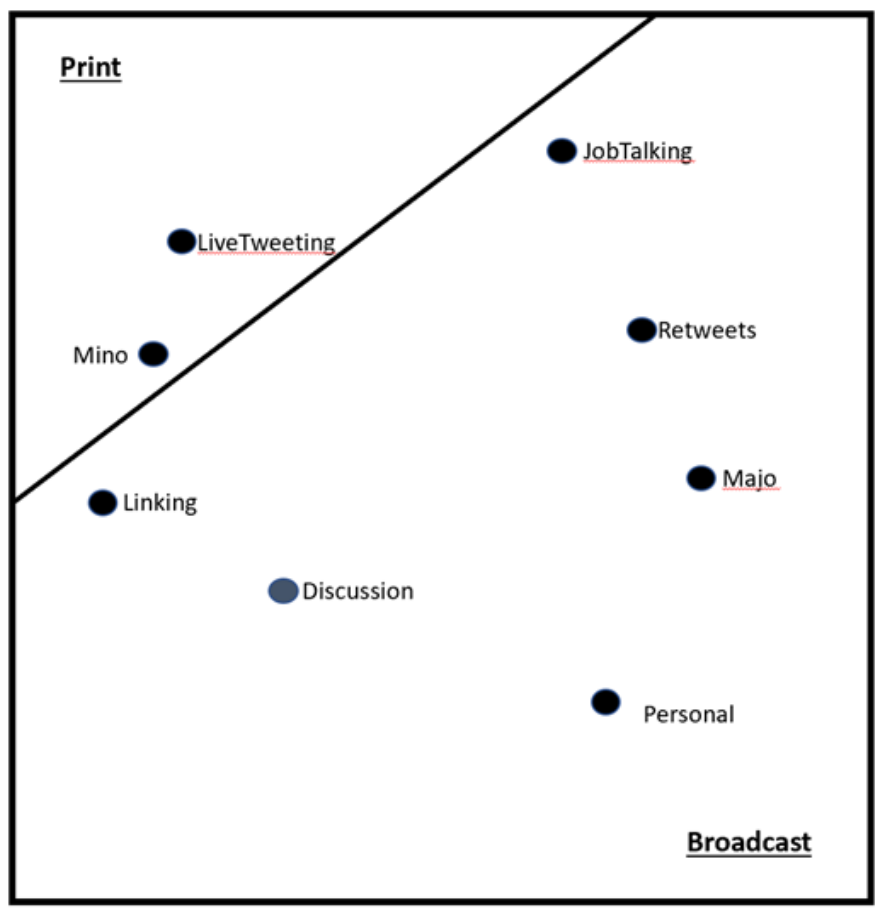 Print
JobTalking
LiveTweeting
Retweets
Mino
Majo
Linking
Discussion
Personal
Broadcast